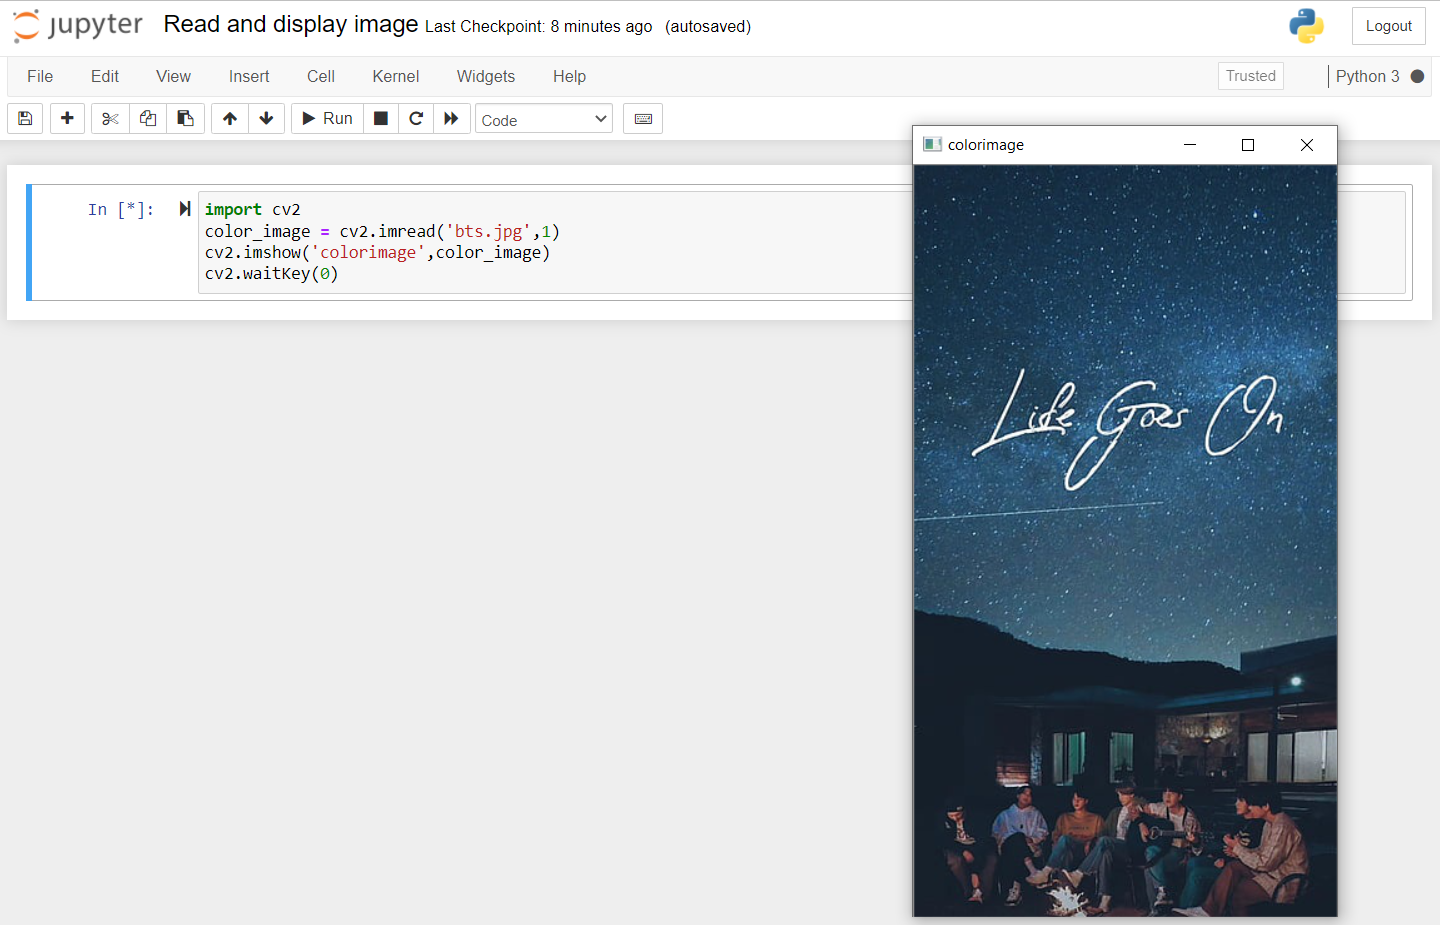 jupyter Read and display image Last Checkpoint: 8 minutes ago (autosaved)
Logout
File Edit View Insert Cell Kernel Widgets Help
Trusted
Python 3
Run
Code
In [*]:
import cv2
color_image = cv2.imread('bts.jpg',1)
cv2.imshow('colorimage',color_image)
cv2.waitKey(0)
colorimage
Life Goes On